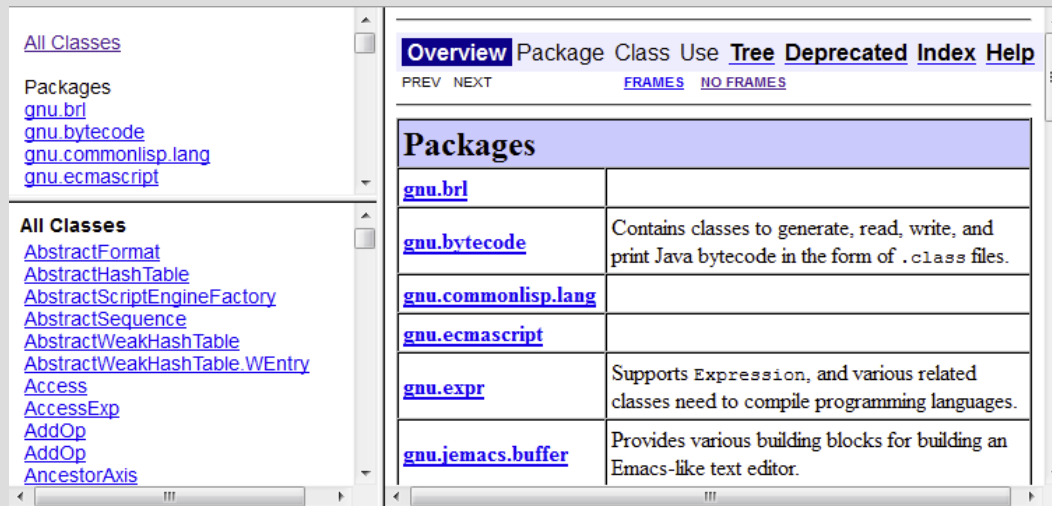 All Classes
Packages
gnu.brl
gnu.bytecode
gnu.commonlisp.lang
gnu.ecmascript
All Classes
AbstractFormat
AbstractHashTable
AbstractScriptEngineFactory
AbstractSequence
AbstractWeakHashTable
AbstractWeakHashTable.WEntry
Access
AccessExp
AddOp
AddOp
AncestorAxis
Overview Package Class Use Tree Deprecated Index Help
PREV NEXT FRAMES NO FRAMES
Packages
gnu.brl
gnu.bytecode
Contains classes to generate, read, write, and
print Java bytecode in the form of .class files.
gnu.commonlisp.lang
gnu.ecmascript
gnu.expr
Supports Expression, and various related
classes need to compile programming languages.
gnu.jemacs.buffer
Provides various building blocks for building an
Emacs-like text editor.